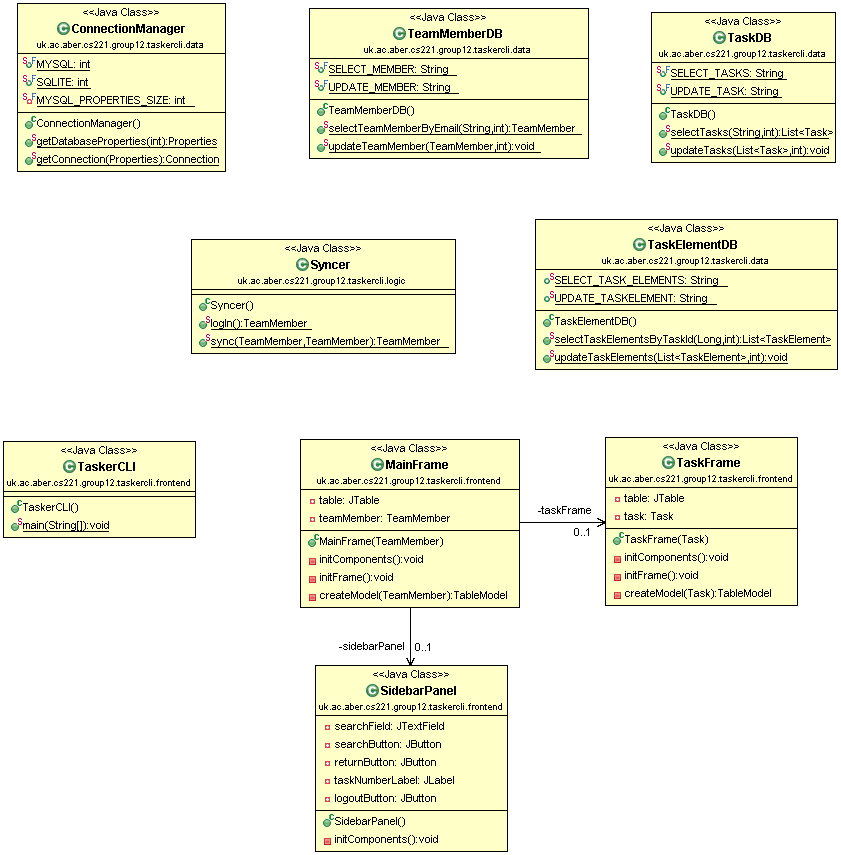 <<Java Class>>
ConnectionManager
uk.ac.aber.cs221.group12.taskercli.data
MYSQL: int
SQLITE: int
MYSQL_PROPERTIES_SIZE: int
ConnectionManager()
getDatabaseProperties(int):Properties
getConnection(Properties):Connection
<<Java Class>>
TeamMemberDB
uk.ac.aber.cs221.group12.taskercli.data
SELECT_MEMBER: String
UPDATE_MEMBER: String
TeamMemberDB()
selectTeamMemberByEmail(String,int):TeamMember
updateTeamMember(TeamMember,int):void
<<Java Class>>
TaskDB
uk.ac.aber.cs221.group12.taskercli.data
SELECT_TASKS: String
UPDATE_TASK: String
TaskDB()
selectTasks(String,int):List<Task>
updateTasks(List<Task>,int):void
<<Java Class>>
Syncer
uk.ac.aber.cs221.group12.taskercli.logic
Syncer()
logIn():TeamMember
sync(TeamMember,TeamMember):TeamMember
<<Java Class>>
TaskElementDB
uk.ac.aber.cs221.group12.taskercli.data
SELECT_TASK_ELEMENTS: String
UPDATE_TASKELEMENT: String
TaskElementDB()
selectTaskElementsByTaskId(Long,int):List<TaskElement>
updateTaskElements(List<TaskElement>,int):void
<<Java Class>>
TaskerCLI
uk.ac.aber.cs221.group12.taskercli.frontend
TaskerCLI()
main(String[]):void
<<Java Class>>
MainFrame
uk.ac.aber.cs221.group12.taskercli.frontend
table: JTable
teamMember: TeamMember
MainFrame(TeamMember)
initComponents():void
initFrame():void
createModel(TeamMember):TableModel
-taskFrame
0..1
<<Java Class>>
TaskFrame
uk.ac.aber.cs221.group12.taskercli.frontend
table: JTable
task: Task
TaskFrame(Task)
initComponents():void
initFrame():void
createModel(Task):TableModel
-sidebarPanel
0..1
<<Java Class>>
SidebarPanel
uk.ac.aber.cs221.group12.taskercli.frontend
searchField: JTextField
searchButton: JButton
returnButton: JButton
taskNumberLabel: JLabel
logoutButton: JButton
SidebarPanel()
initComponents():void